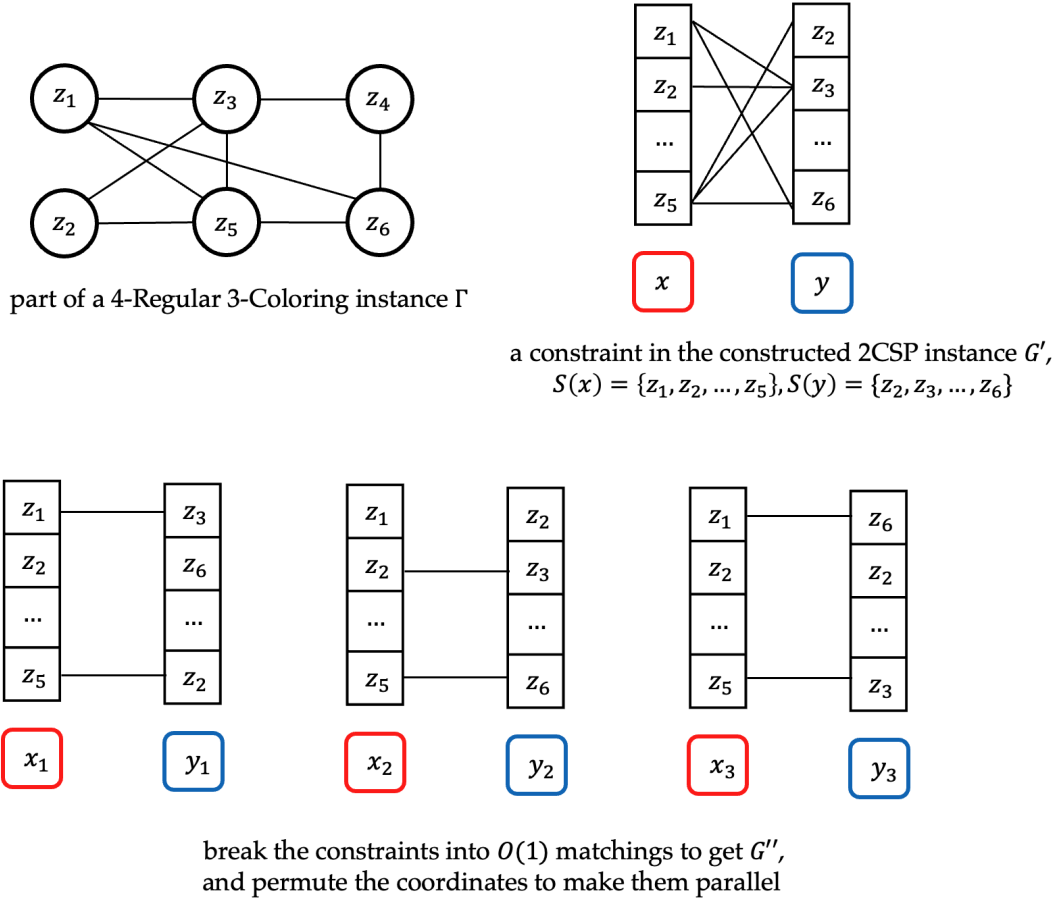 z₁ z₃ z₄
z₂ z₅ z₆
part of a 4-Regular 3-Coloring instance Γ
z₁ z₂
z₂ z₃
... ...
z₅ z₆
x y
a constraint in the constructed 2CSP instance G′,
S(x) = {z₁, z₂, ..., z₅}, S(y) = {z₂, z₃, ..., z₆}
z₁ z₃ z₁ z₂ z₁ z₆
z₂ z₆ z₂ z₃ z₂ z₂
... ... ... ... ... ...
z₅ z₂ z₅ z₆ z₅ z₃
x₁ y₁ x₂ y₂ x₃ y₃
break the constraints into O(1) matchings to get G′′,
and permute the coordinates to make them parallel